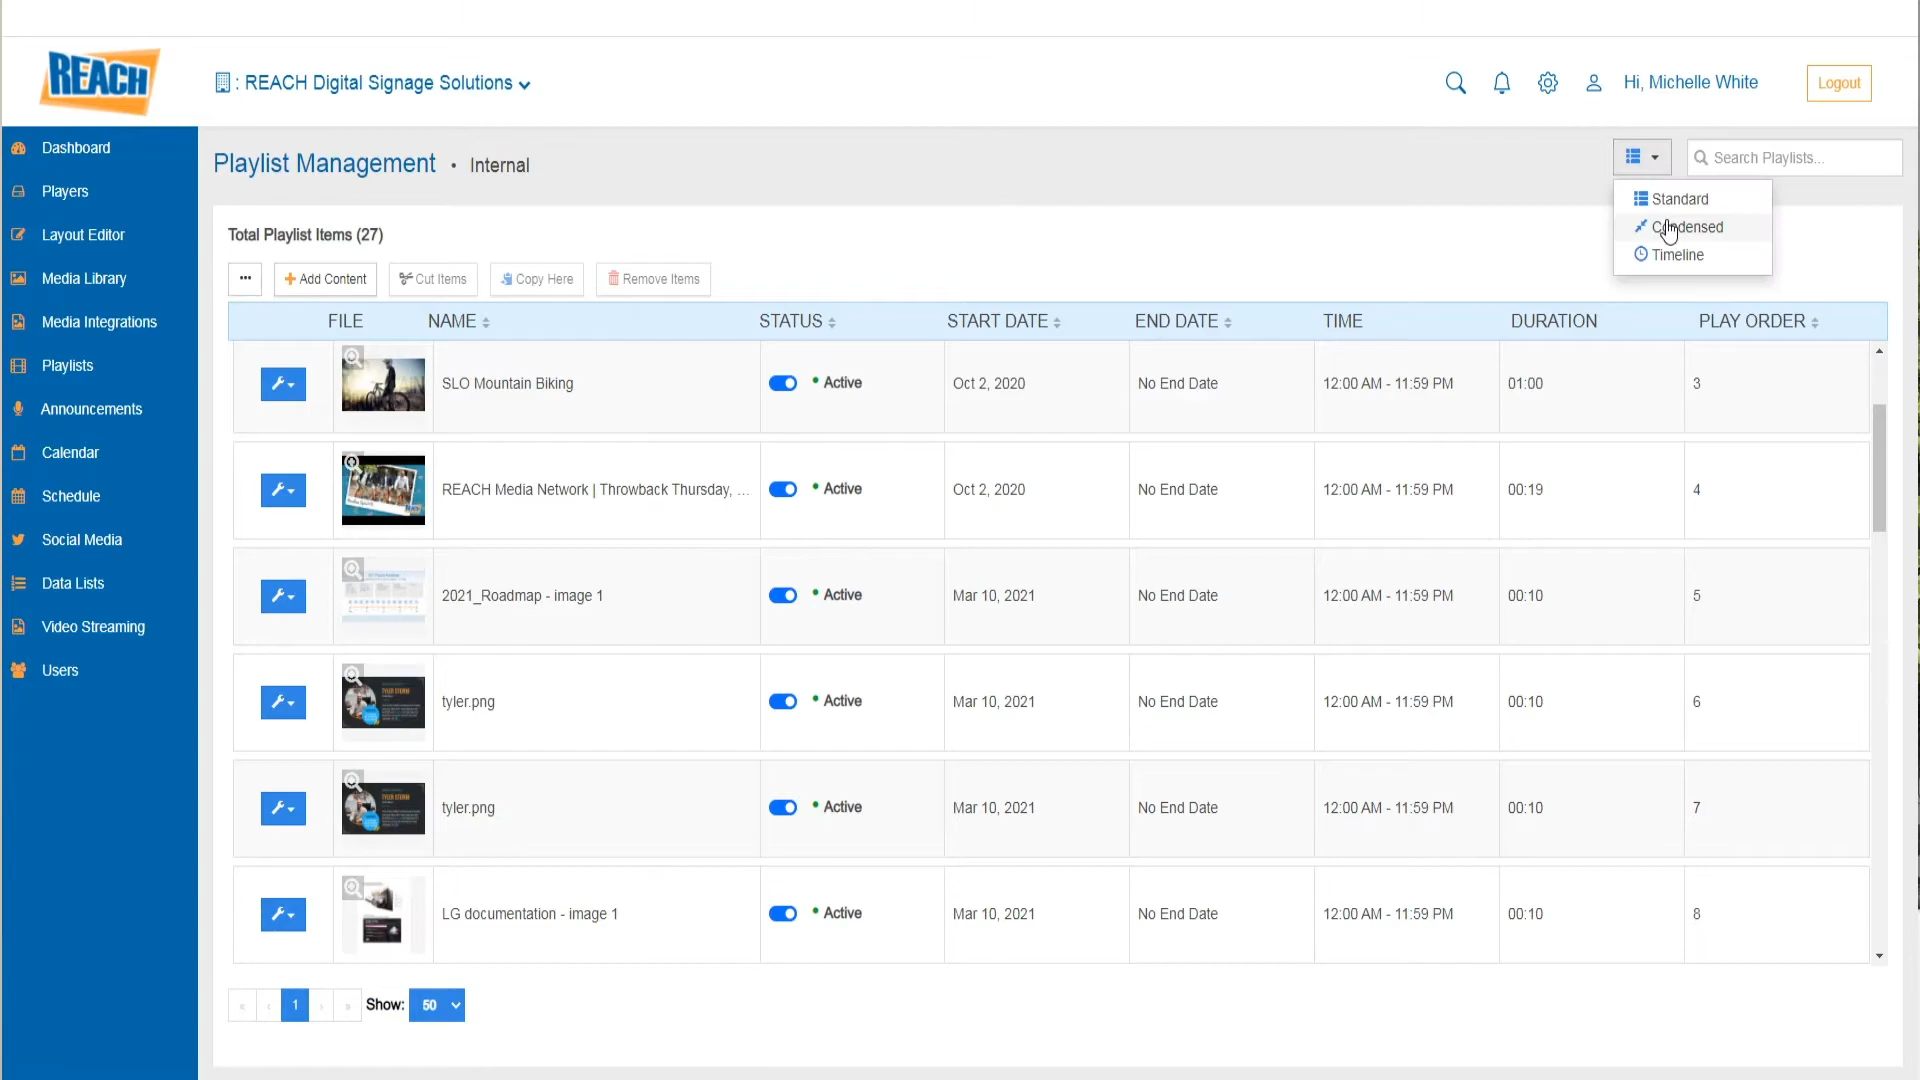 REACH
: REACH Digital Signage Solutions
Hi, Michelle White
Logout
Dashboard
Players
Layout Editor
Media Library
Media Integrations
Playlists
Announcements
Calendar
Schedule
Social Media
Data Lists
Video Streaming
Users
Playlist Management • Internal
Search Playlists...
Standard
Condensed
Timeline
Total Playlist Items (27)
... Add Content Cut Items Copy Here Remove Items
FILE NAME STATUS START DATE END DATE TIME DURATION PLAY ORDER
SLO Mountain Biking Active Oct 2, 2020 No End Date 12:00 AM - 11:59 PM 01:00 3
REACH Media Network | Throwback Thursday, ... Active Oct 2, 2020 No End Date 12:00 AM - 11:59 PM 00:19 4
2021_Roadmap - image 1 Active Mar 10, 2021 No End Date 12:00 AM - 11:59 PM 00:10 5
tyler.png Active Mar 10, 2021 No End Date 12:00 AM - 11:59 PM 00:10 6
tyler.png Active Mar 10, 2021 No End Date 12:00 AM - 11:59 PM 00:10 7
LG documentation - image 1 Active Mar 10, 2021 No End Date 12:00 AM - 11:59 PM 00:10 8
« ‹ 1 › » Show: 50